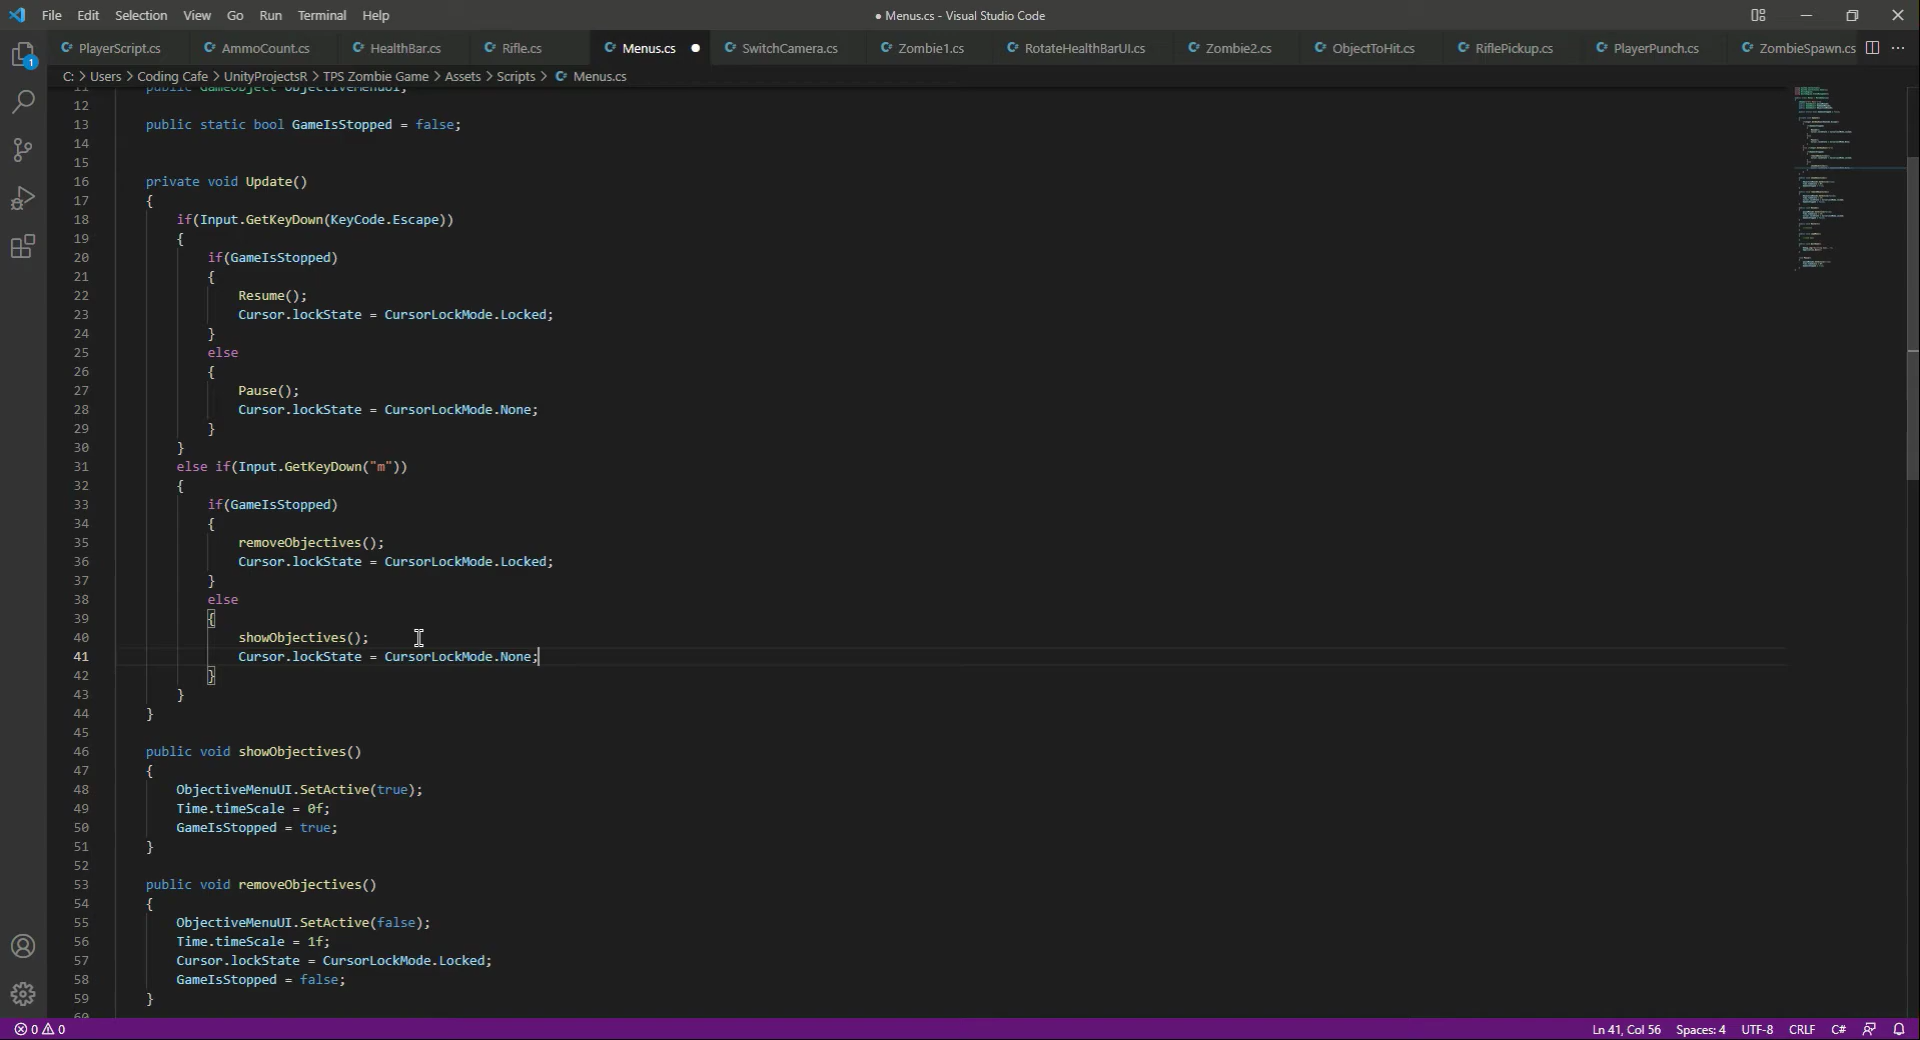 File Edit Selection View Go Run Terminal Help ● Menus.cs - Visual Studio Code
PlayerScript.cs AmmoCount.cs HealthBar.cs Rifle.cs Menus.cs SwitchCamera.cs Zombie1.cs RotateHealthBarUI.cs Zombie2.cs ObjectToHit.cs RiflePickup.cs PlayerPunch.cs ZombieSpawn.cs
C: > Users > Coding Cafe > UnityProjectsR > TPS Zombie Game > Assets > Scripts > Menus.cs
11 public GameObject ObjectiveMenuUI;
12
13 public static bool GameIsStopped = false;
14
15
16 private void Update()
17 {
18 if(Input.GetKeyDown(KeyCode.Escape))
19 {
20 if(GameIsStopped)
21 {
22 Resume();
23 Cursor.lockState = CursorLockMode.Locked;
24 }
25 else
26 {
27 Pause();
28 Cursor.lockState = CursorLockMode.None;
29 }
30 }
31 else if(Input.GetKeyDown("m"))
32 {
33 if(GameIsStopped)
34 {
35 removeObjectives();
36 Cursor.lockState = CursorLockMode.Locked;
37 }
38 else
39 {
40 showObjectives();
41 Cursor.lockState = CursorLockMode.None;
42 }
43 }
44 }
45
46 public void showObjectives()
47 {
48 ObjectiveMenuUI.SetActive(true);
49 Time.timeScale = 0f;
50 GameIsStopped = true;
51 }
52
53 public void removeObjectives()
54 {
55 ObjectiveMenuUI.SetActive(false);
56 Time.timeScale = 1f;
57 Cursor.lockState = CursorLockMode.Locked;
58 GameIsStopped = false;
59 }
60
1
0 0 Ln 41, Col 56 Spaces: 4 UTF-8 CRLF C#